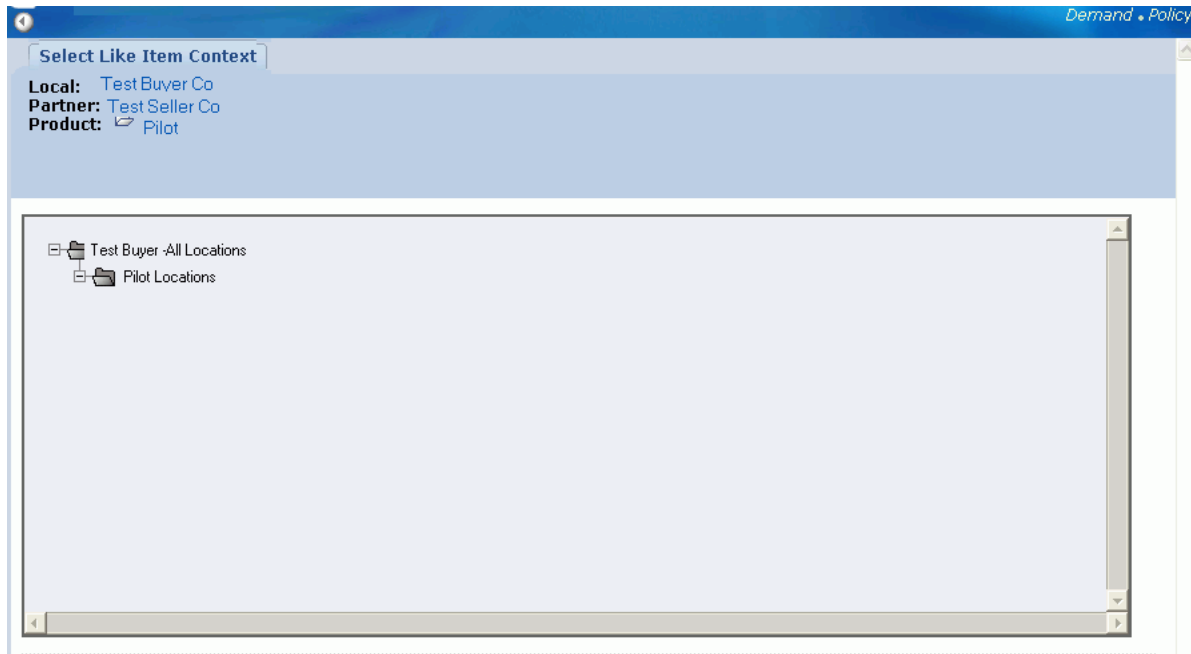 Demand • Policy
Select Like Item Context
Local: Test Buyer Co
Partner: Test Seller Co
Product: Pilot
Test Buyer -All Locations
Pilot Locations